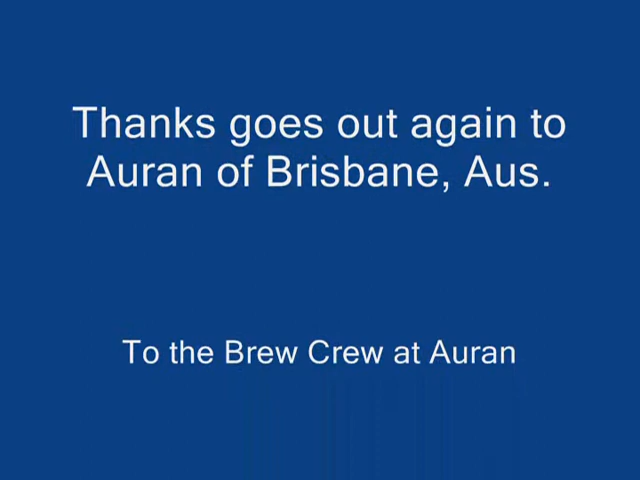 Thanks goes out again to
Auran of Brisbane, Aus.
To the Brew Crew at Auran